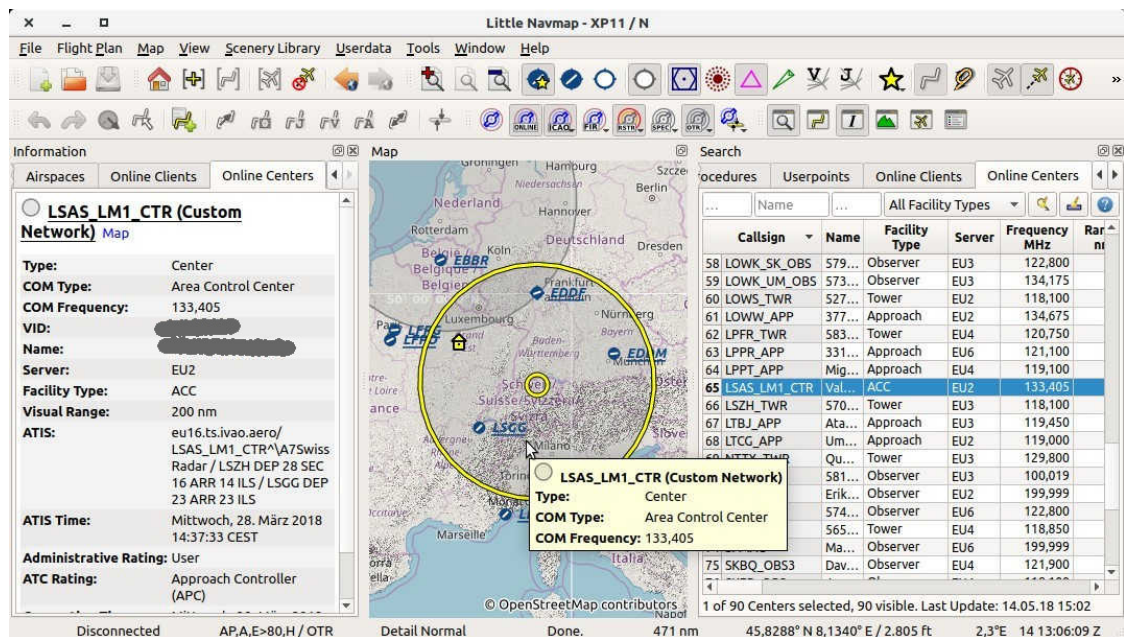 Little Navmap - XP11 / N
File Flight Plan Map View Scenery Library Userdata Tools Window Help
»
ONLINE ICAO FIR RSTR SPEC OTR
Information
Airspaces Online Clients Online Centers
LSAS_LM1_CTR (Custom
Network) Map
Type: Center
COM Type: Area Control Center
COM Frequency: 133,405
VID:
Name:
Server: EU2
Facility Type: ACC
Visual Range: 200 nm
ATIS: eu16.ts.ivao.aero/
LSAS_LM1_CTR^\A7Swiss
Radar / LSZH DEP 28 SEC
16 ARR 14 ILS / LSGG DEP
23 ARR 23 ILS
ATIS Time: Mittwoch, 28. März 2018
14:37:33 CEST
Administrative Rating: User
ATC Rating: Approach Controller
(APC)
Map
Groningen Hamburg
Niedersachsen
Berlin
Nederland
Hannover
Rotterdam
Deutschland
Köln Dresden
EBBR
België
Belgique
Belgien
EDDF
Luxembourg Nürnberg
LFPG
LFPO
Baden-
Württemberg
Bayern
EDDM
München
Suisse/Svizzera
LSGG
Milano
Marseille
Italia
LSAS_LM1_CTR (Custom Network)
Type: Center
COM Type: Area Control Center
COM Frequency: 133,405
© OpenStreetMap contributors
Search
ocedures Userpoints Online Clients Online Centers
... Name ... All Facility Types
Callsign Name Facility Type Server Frequency MHz
58 LOWK_SK_OBS 579... Observer EU3 122,800
59 LOWK_UM_OBS 573... Observer EU3 134,175
60 LOWS_TWR 527... Tower EU2 118,100
61 LOWW_APP 377... Approach EU2 134,675
62 LPFR_TWR 583... Tower EU4 120,750
63 LPPR_APP 331... Approach EU6 121,100
64 LPPT_APP Mig... Approach EU4 119,100
65 LSAS_LM1_CTR Val... ACC EU2 133,405
66 LSZH_TWR 570... Tower EU3 118,100
67 LTBJ_APP Ata... Approach EU3 119,450
68 LTCG_APP Um... Approach EU2 119,000
Qu... Tower EU3 129,800
581... Observer EU3 100,019
Erik... Observer EU2 199,999
574... Observer EU6 122,800
565... Tower EU4 118,850
Ma... Observer EU6 199,999
75 SKBQ_OBS3 Dav... Observer EU4 121,900
1 of 90 Centers selected, 90 visible. Last Update: 14.05.18 15:02
Disconnected AP,A,E>80,H / OTR Detail Normal Done. 471 nm 45,8288° N 8,1340° E / 2.805 ft 2,3°E 14 13:06:09 Z